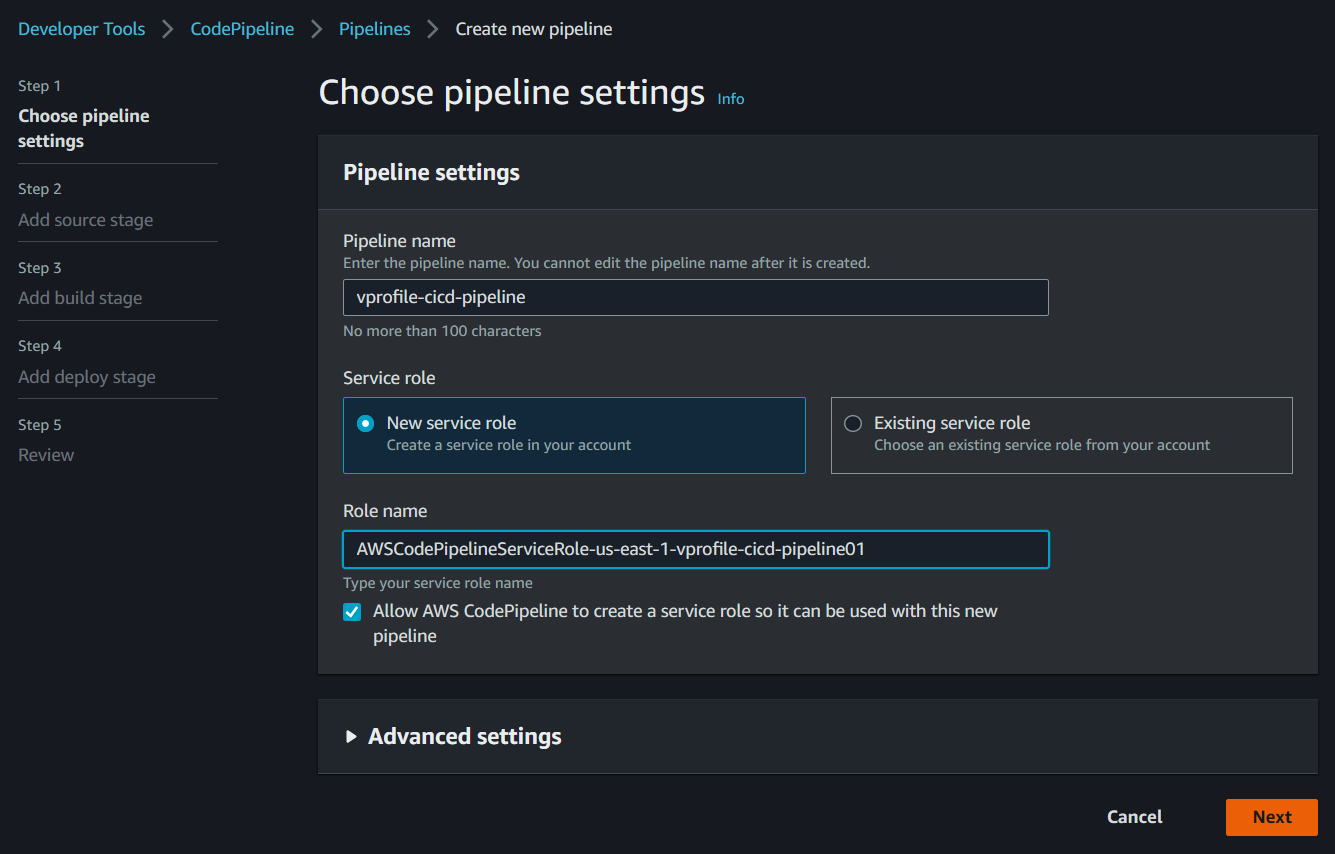 Developer Tools > CodePipeline > Pipelines > Create new pipeline
Step 1
Choose pipeline
settings
Step 2
Add source stage
Step 3
Add build stage
Step 4
Add deploy stage
Step 5
Review
Choose pipeline settings Info
Pipeline settings
Pipeline name
Enter the pipeline name. You cannot edit the pipeline name after it is created.
vprofile-cicd-pipeline
No more than 100 characters
Service role
New service role
Create a service role in your account
Existing service role
Choose an existing service role from your account
Role name
AWSCodePipelineServiceRole-us-east-1-vprofile-cicd-pipeline01
Type your service role name
Allow AWS CodePipeline to create a service role so it can be used with this new
pipeline
Advanced settings
Cancel
Next